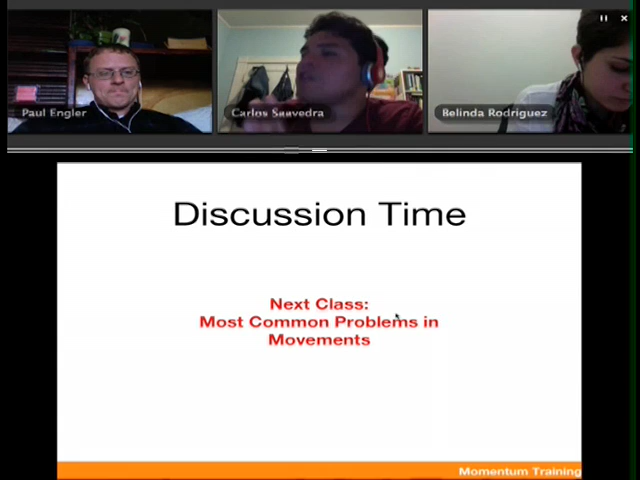 Paul Engler
Carlos Saavedra
Belinda Rodriguez
Discussion Time
Next Class:
Most Common Problems in
Movements
Momentum Training